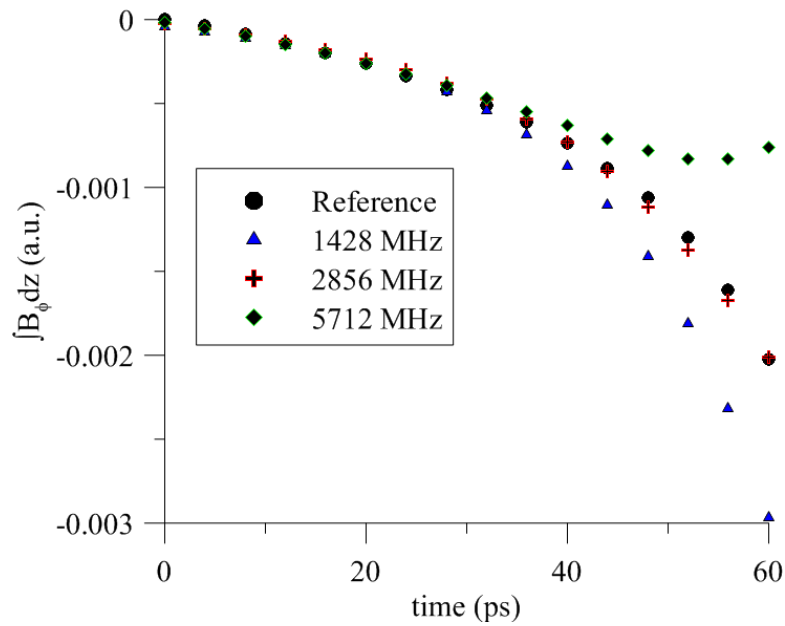 0
-0.001
-0.002
-0.003
∫B_ϕdz (a.u.)
Reference
1428 MHz
2856 MHz
5712 MHz
0 20 40 60
time (ps)